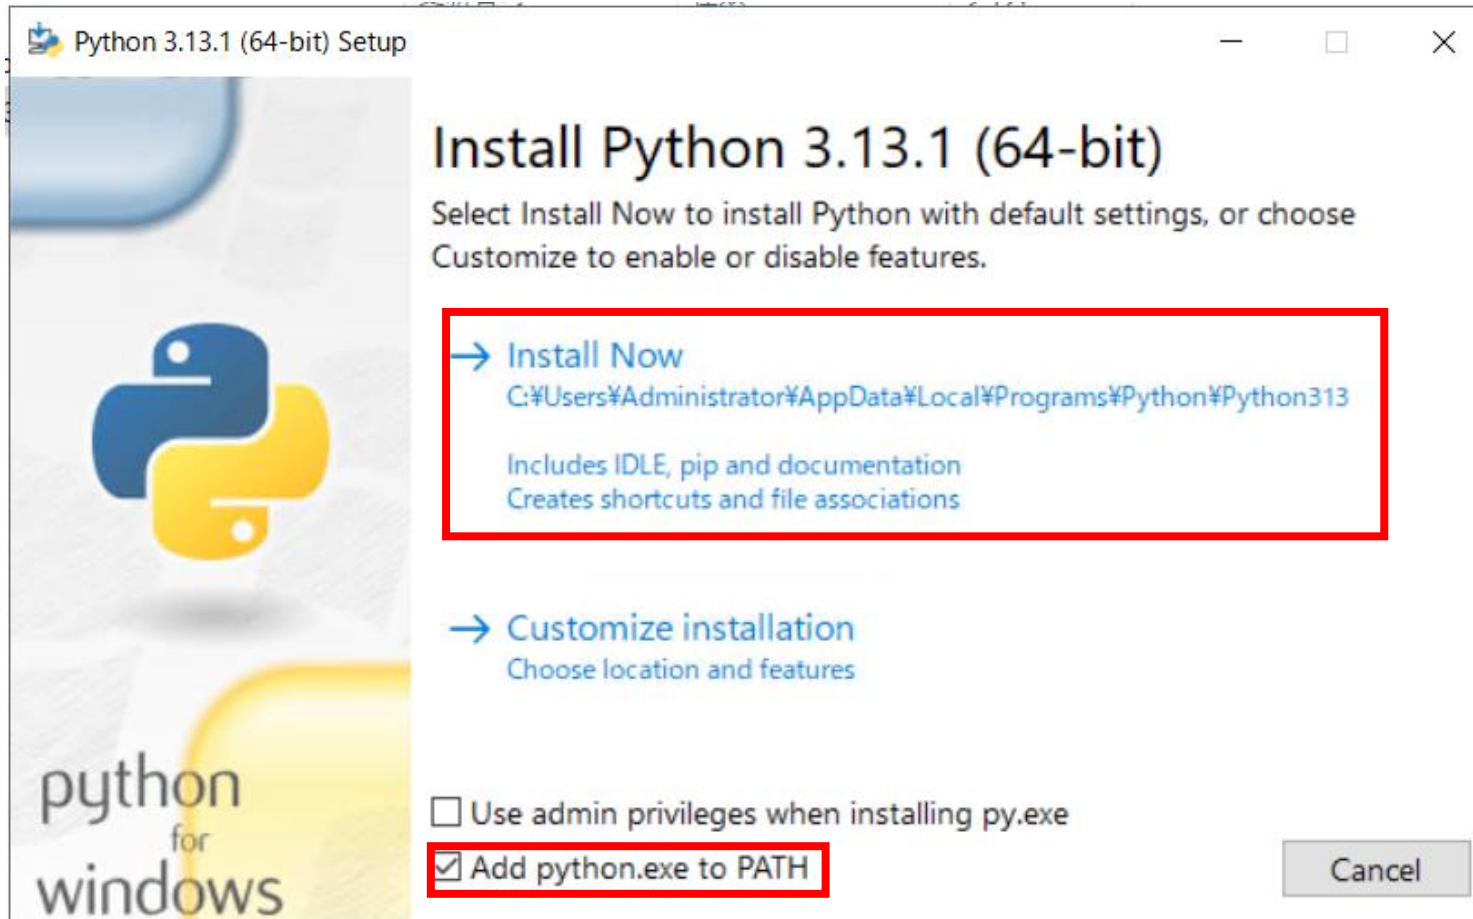 Python 3.13.1 (64-bit) Setup
Install Python 3.13.1 (64-bit)
Select Install Now to install Python with default settings, or choose
Customize to enable or disable features.
Install Now
C:¥Users¥Administrator¥AppData¥Local¥Programs¥Python¥Python313
Includes IDLE, pip and documentation
Creates shortcuts and file associations
Customize installation
Choose location and features
python
for
windows
Use admin privileges when installing py.exe
Add python.exe to PATH
Cancel